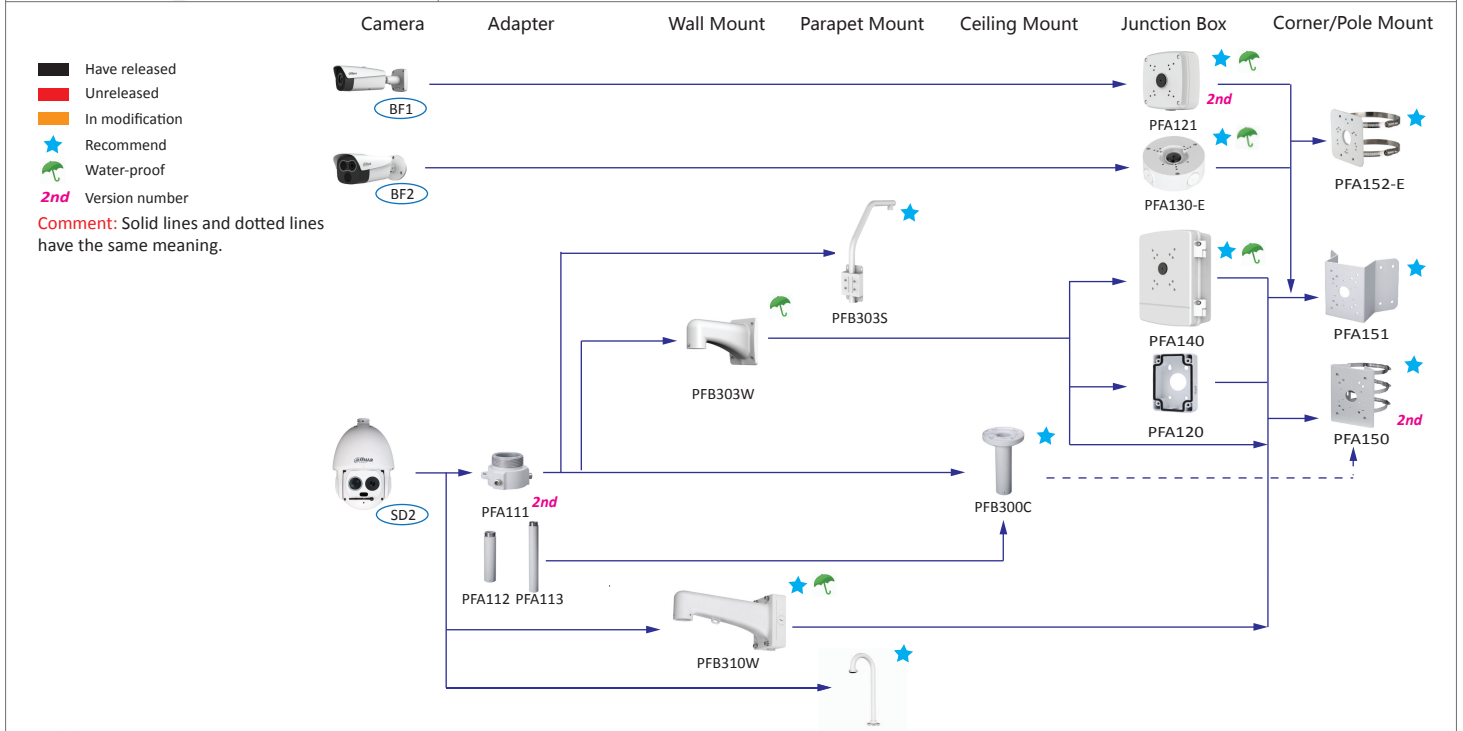 Camera Adapter Wall Mount Parapet Mount Ceiling Mount Junction Box Corner/Pole Mount
Have released
Unreleased
In modification
Recommend
Water-proof
2nd Version number
Comment: Solid lines and dotted lines
have the same meaning.
BF1
2nd
PFA121
BF2
PFA130-E
PFA152-E
PFB303S
PFA140
PFA151
PFB303W
PFA120
PFA150
2nd
alhua
SD2
PFA111
2nd
PFB300C
PFA112 PFA113
PFB310W